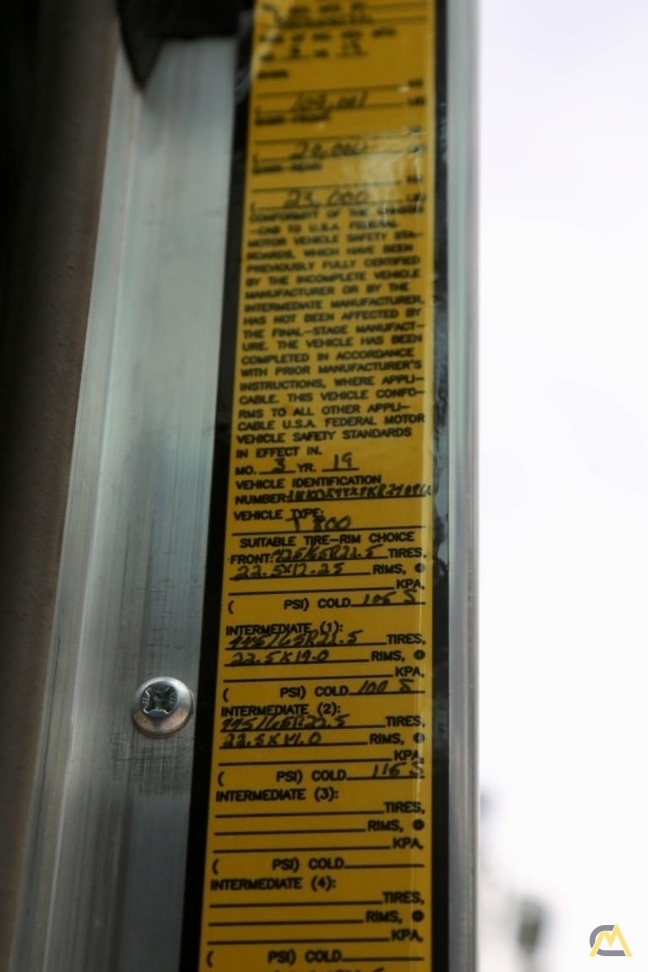 (100,001
(20,000
(23,000
CONFORMITY OF THE
-CAB TO U.S.A. FEDERAL
MOTOR VEHICLE SAFETY STA-
NDARDS, WHICH HAVE BEEN
PREVIOUSLY FULLY CERTIFIED
BY THE INCOMPLETE VEHICLE
MANUFACTURER OR BY THE
INTERMEDIATE MANUFACTURER,
HAS NOT BEEN AFFECTED BY
THE FINAL-STAGE MANUFACT-
URE. THE VEHICLE HAS BEEN
COMPLETED IN ACCORDANCE
WITH PRIOR MANUFACTURER'S
INSTRUCTIONS, WHERE APPLI-
CABLE. THIS VEHICLE CONFO-
RMS TO ALL OTHER APPLI-
CABLE U.S.A. FEDERAL MOTOR
VEHICLE SAFETY STANDARDS
IN EFFECT IN.
MO. 3 YR. 19
VEHICLE IDENTIFICATION
NUMBER:
VEHICLE TYPE:
T 800
SUITABLE TIRE-RIM CHOICE
FRONT: TIRES,
22.5X12.25 RIMS, @
KPA,
( PSI) COLD
INTERMEDIATE (1):
TIRES,
22.5X14.0 RIMS, @
KPA,
( PSI) COLD 100 S
INTERMEDIATE (2):
TIRES,
22.5X14.0 RIMS, @
KPA,
( PSI) COLD 115 S
INTERMEDIATE (3):
TIRES,
RIMS, @
KPA,
( PSI) COLD
INTERMEDIATE (4):
TIRES,
RIMS, @
KPA,
( PSI) COLD